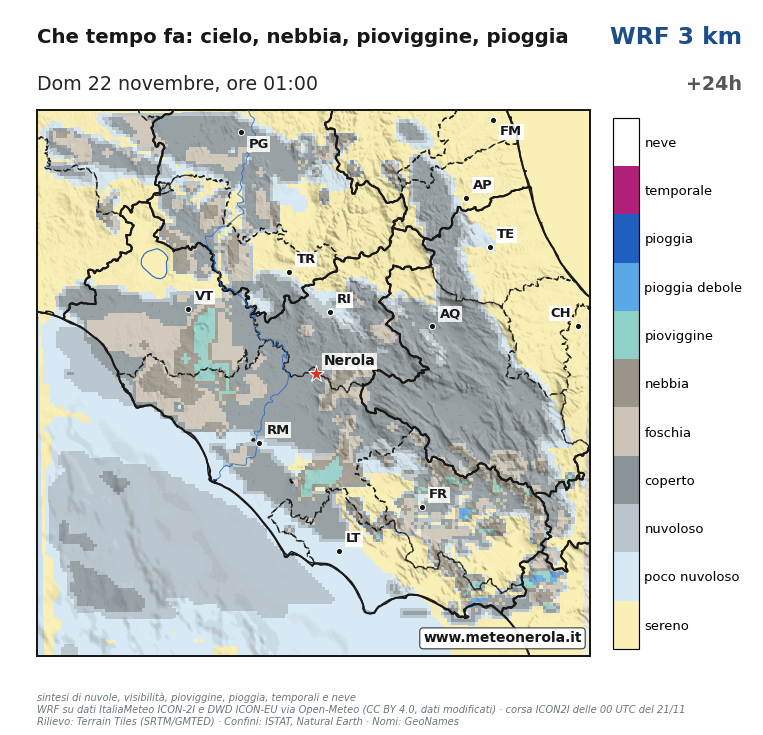 Che tempo fa: cielo, nebbia, pioviggine, pioggia
WRF 3 km
Dom 22 novembre, ore 01:00
+24h
FM
PG
AP
TE
TR
VT
RI
AQ
CH
Nerola
RM
FR
LT
www.meteonerola.it
neve
temporale
pioggia
pioggia debole
pioviggine
nebbia
foschia
coperto
nuvoloso
poco nuvoloso
sereno
sintesi di nuvole, visibilità, pioviggine, pioggia, temporali e neve
WRF su dati ItaliaMeteo ICON-2I e DWD ICON-EU via Open-Meteo (CC BY 4.0, dati modificati) · corsa ICON2I delle 00 UTC del 21/11
Rilievo: Terrain Tiles (SRTM/GMTED) · Confini: ISTAT, Natural Earth · Nomi: GeoNames